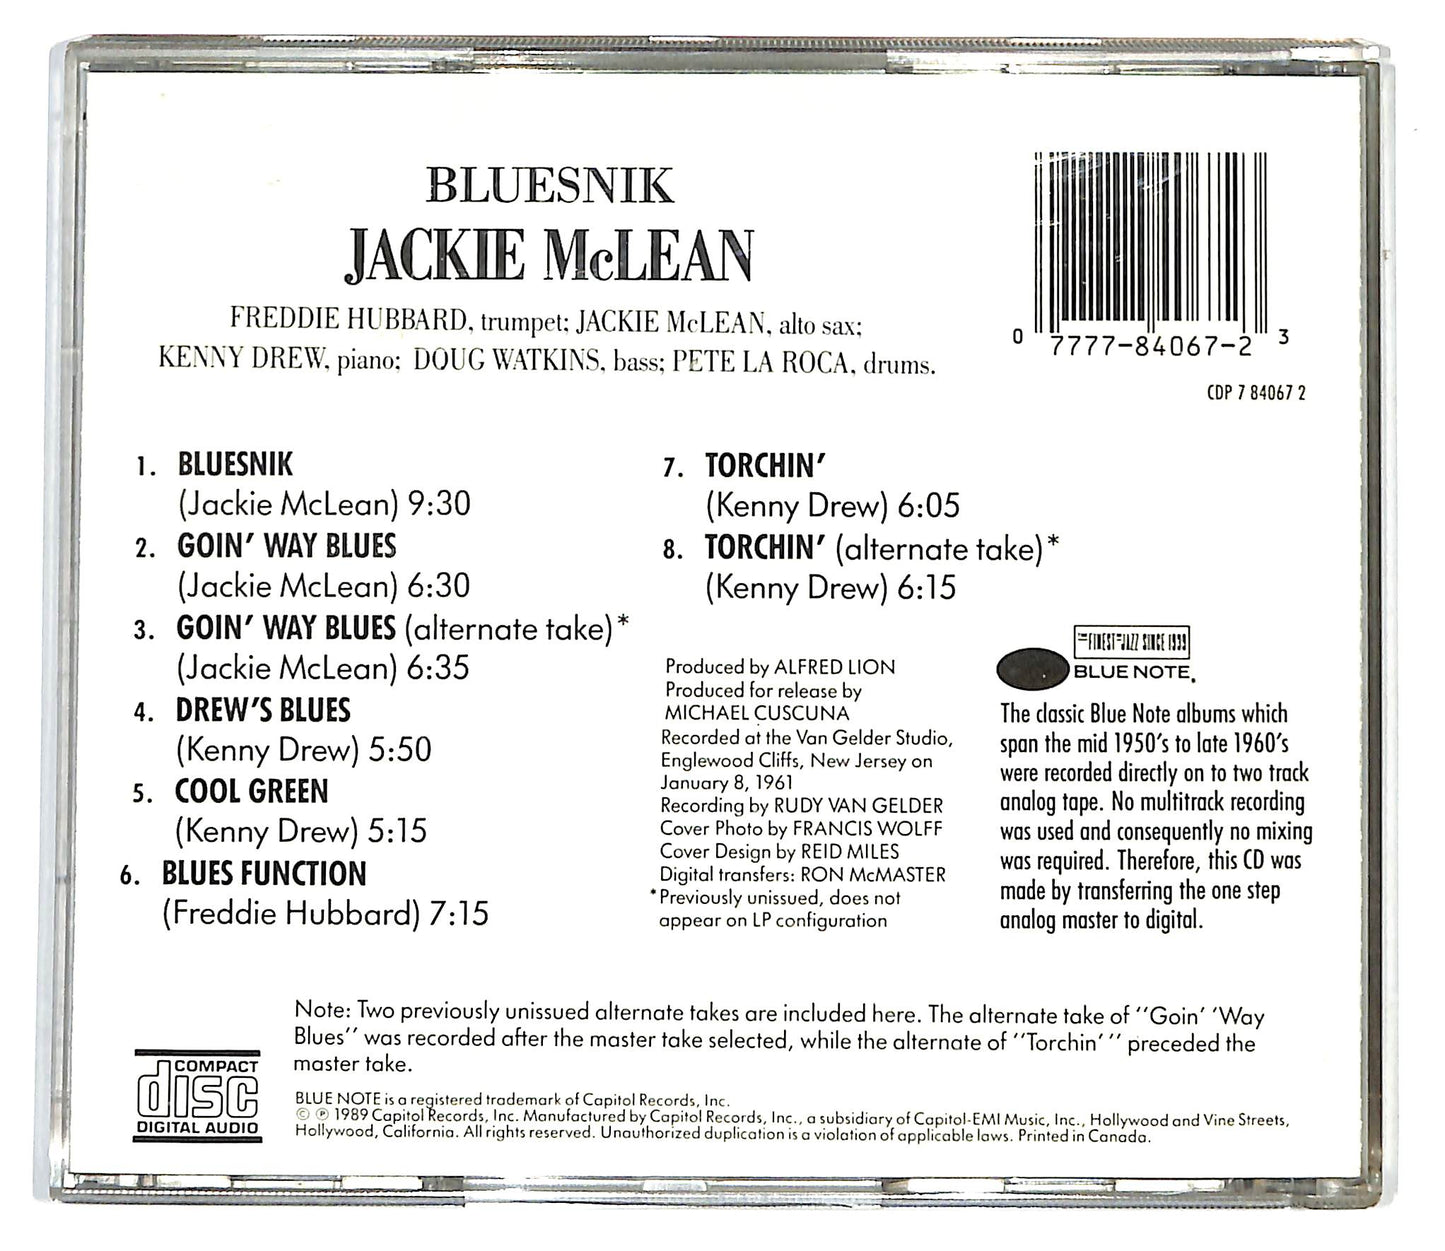 BLUESNIK
JACKIE McLEAN
FREDDIE HUBBARD, trumpet; JACKIE McLEAN, alto sax;
KENNY DREW, piano; DOUG WATKINS, bass; PETE LA ROCA, drums.
0 7777-84067-2 3
CDP 7 84067 2
1. BLUESNIK
(Jackie McLean) 9:30
2. GOIN' WAY BLUES
(Jackie McLean) 6:30
3. GOIN' WAY BLUES (alternate take)*
(Jackie McLean) 6:35
4. DREW'S BLUES
(Kenny Drew) 5:50
5. COOL GREEN
(Kenny Drew) 5:15
6. BLUES FUNCTION
(Freddie Hubbard) 7:15
7. TORCHIN'
(Kenny Drew) 6:05
8. TORCHIN' (alternate take)*
(Kenny Drew) 6:15
Produced by ALFRED LION
Produced for release by
MICHAEL CUSCUNA
Recorded at the Van Gelder Studio,
Englewood Cliffs, New Jersey on
January 8, 1961
Recording by RUDY VAN GELDER
Cover Photo by FRANCIS WOLFF
Cover Design by REID MILES
Digital transfers: RON McMASTER
*Previously unissued, does not
appear on LP configuration
THE FINEST IN JAZZ SINCE 1939
BLUE NOTE.
The classic Blue Note albums which
span the mid 1950's to late 1960's
were recorded directly on to two track
analog tape. No multitrack recording
was used and consequently no mixing
was required. Therefore, this CD was
made by transferring the one step
analog master to digital.
Note: Two previously unissued alternate takes are included here. The alternate take of "Goin' 'Way
Blues" was recorded after the master take selected, while the alternate of "Torchin' " preceded the
master take.
COMPACT
disc
DIGITAL AUDIO
BLUE NOTE is a registered trademark of Capitol Records, Inc.
© ℗ 1989 Capitol Records, Inc. Manufactured by Capitol Records, Inc., a subsidiary of Capitol-EMI Music, Inc., Hollywood and Vine Streets,
Hollywood, California. All rights reserved. Unauthorized duplication is a violation of applicable laws. Printed in Canada.